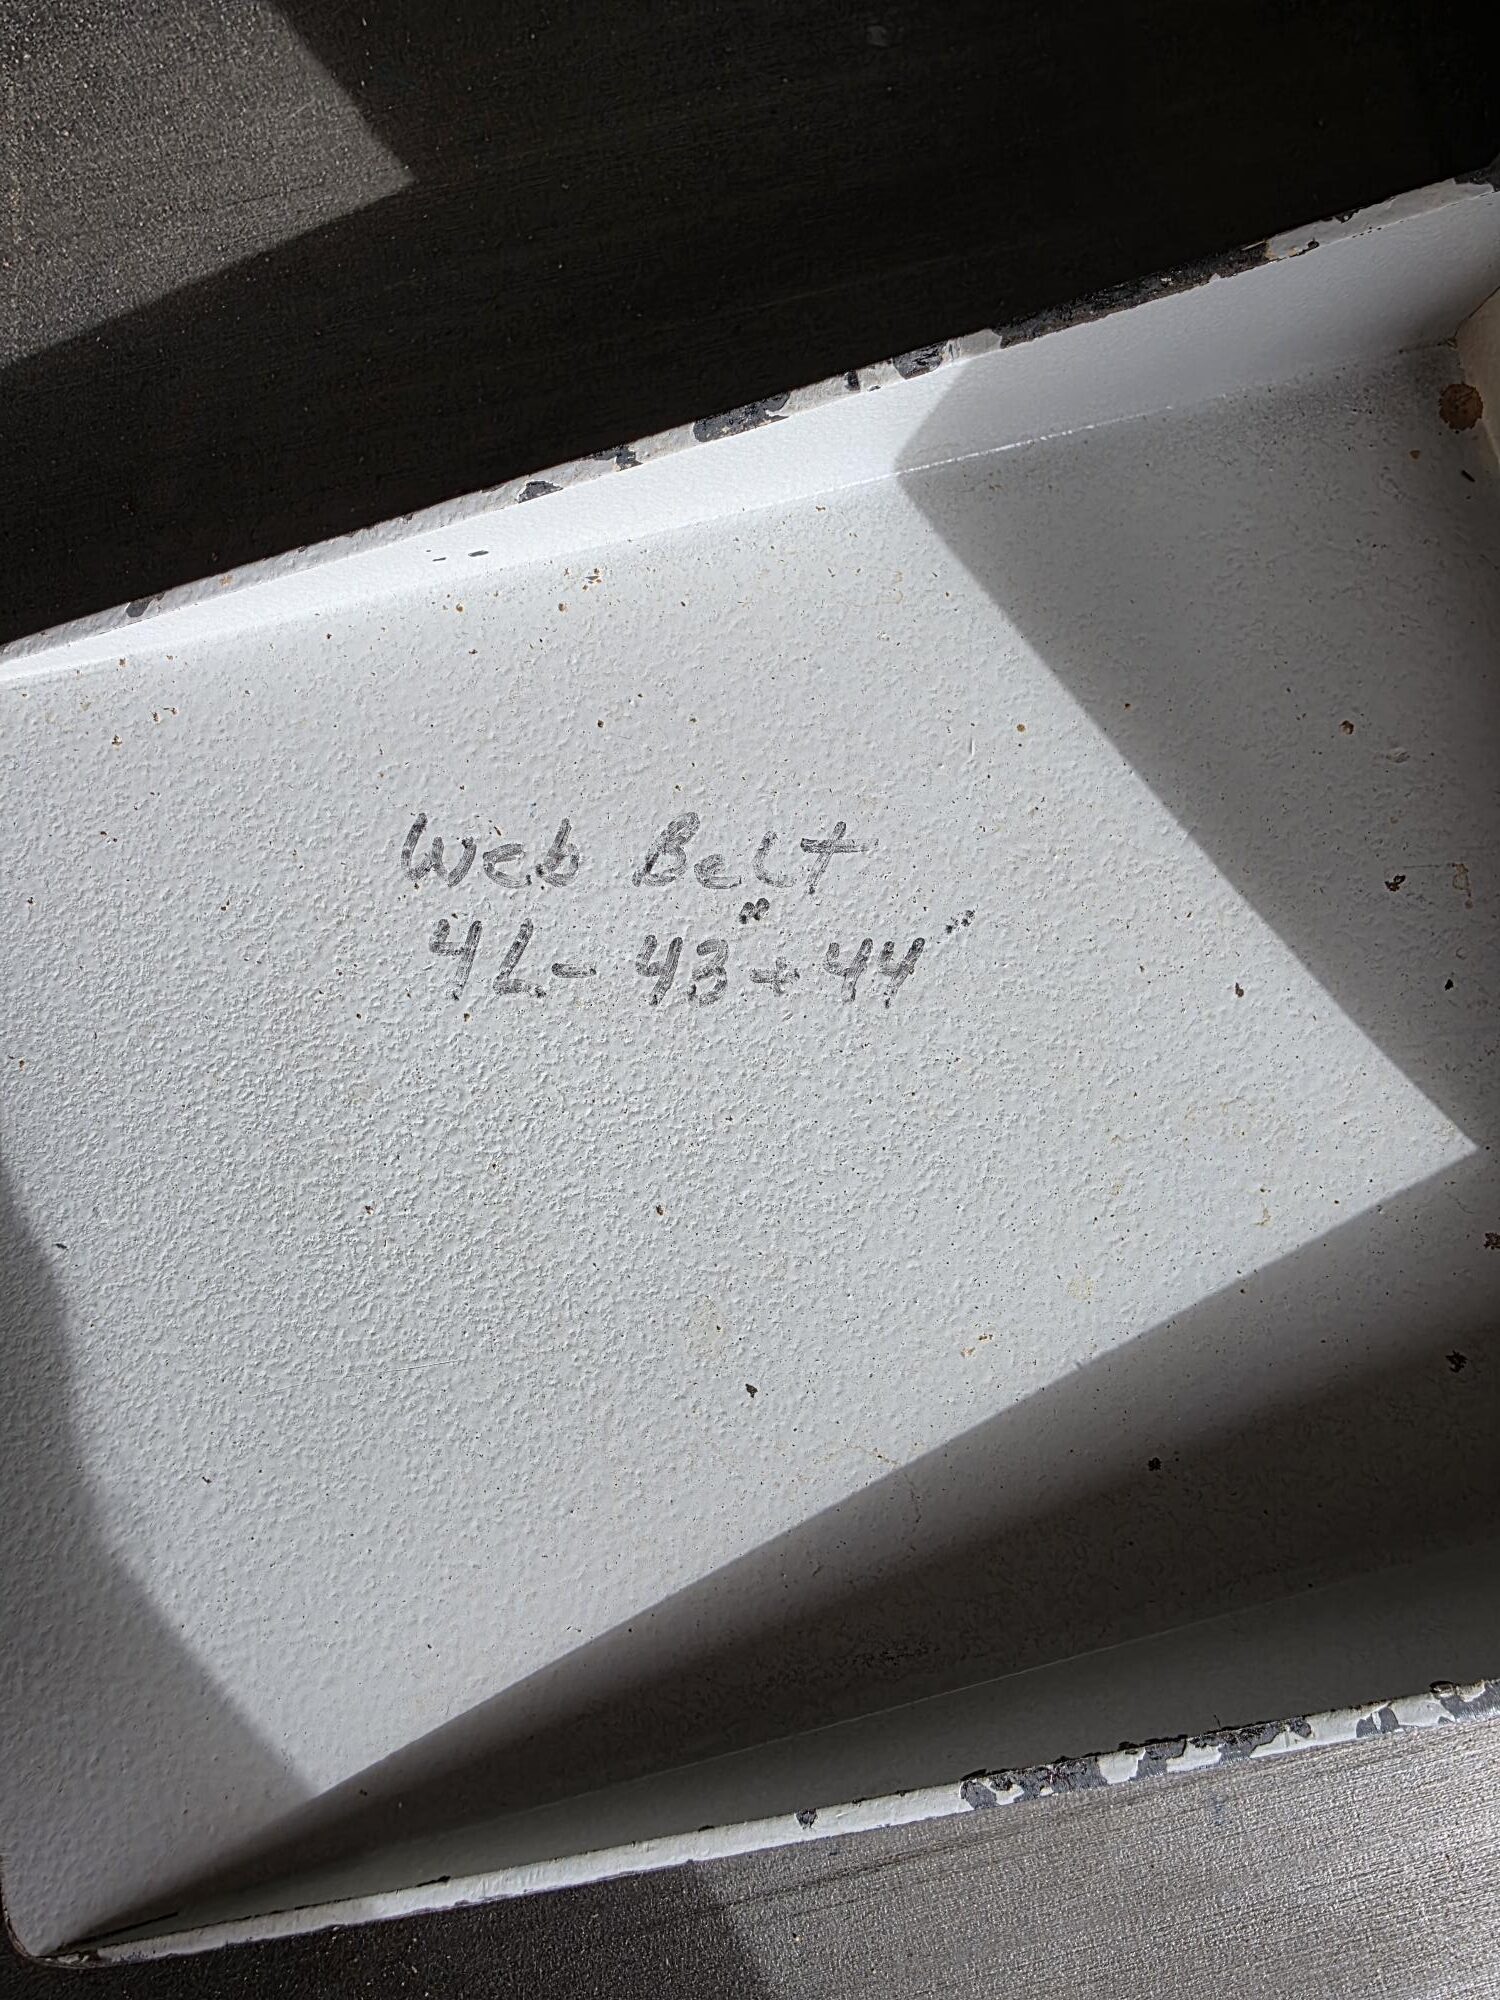 Web Belt
4L - 43" + 44"